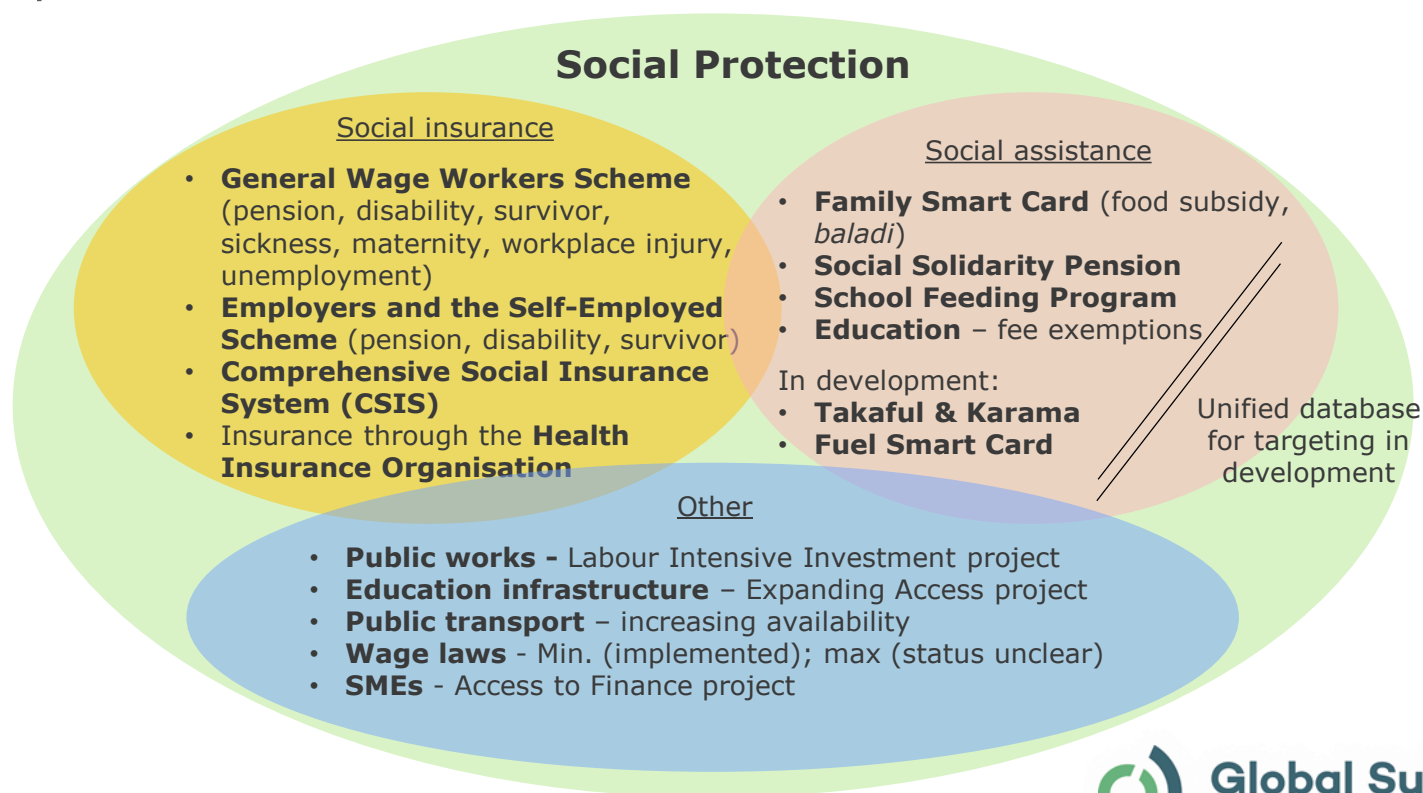 Social Protection
Social insurance
• General Wage Workers Scheme
(pension, disability, survivor,
sickness, maternity, workplace injury,
unemployment)
• Employers and the Self-Employed
Scheme (pension, disability, survivor)
• Comprehensive Social Insurance
System (CSIS)
• Insurance through the Health
Insurance Organisation
Social assistance
• Family Smart Card (food subsidy,
baladi)
• Social Solidarity Pension
• School Feeding Program
• Education – fee exemptions
In development:
• Takaful & Karama
• Fuel Smart Card
Unified database
for targeting in
development
Other
• Public works - Labour Intensive Investment project
• Education infrastructure – Expanding Access project
• Public transport – increasing availability
• Wage laws - Min. (implemented); max (status unclear)
• SMEs - Access to Finance project
Global Su